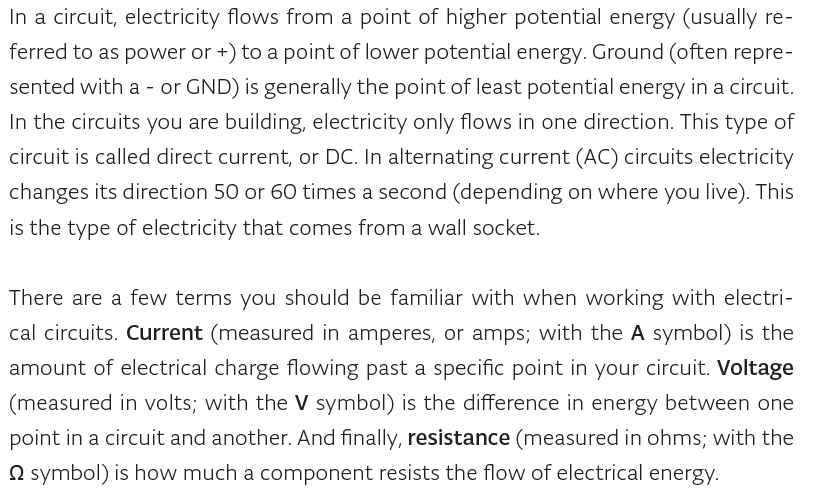 In a circuit, electricity flows from a point of higher potential energy (usually re-
ferred to as power or +) to a point of lower potential energy. Ground (often repre-
sented with a - or GND) is generally the point of least potential energy in a circuit.
In the circuits you are building, electricity only flows in one direction. This type of
circuit is called direct current, or DC. In alternating current (AC) circuits electricity
changes its direction 50 or 60 times a second (depending on where you live). This
is the type of electricity that comes from a wall socket.
There are a few terms you should be familiar with when working with electri-
cal circuits. Current (measured in amperes, or amps; with the A symbol) is the
amount of electrical charge flowing past a specific point in your circuit. Voltage
(measured in volts; with the V symbol) is the difference in energy between one
point in a circuit and another. And finally, resistance (measured in ohms; with the
Ω symbol) is how much a component resists the flow of electrical energy.